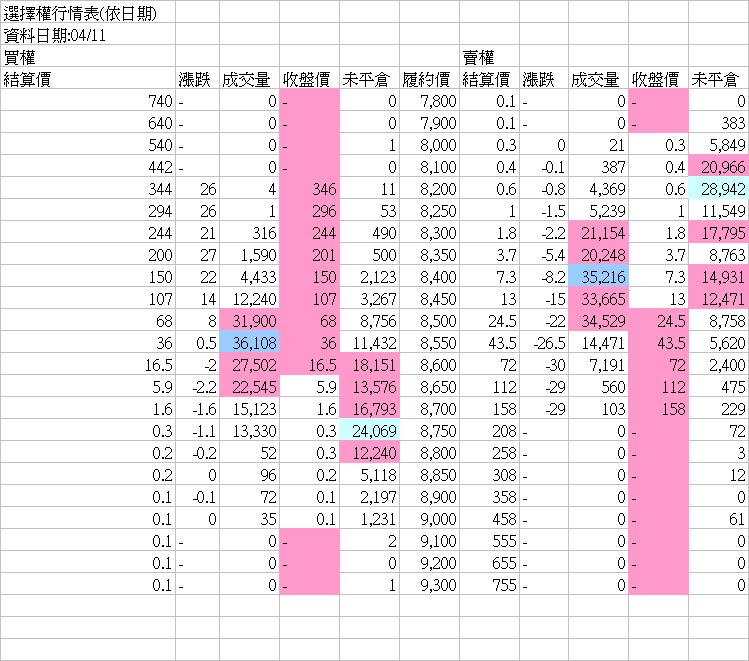 選擇權行情表(依日期)
資料日期:04/11
買權 賣權
結算價 漲跌 成交量 收盤價 未平倉 履約價 結算價 漲跌 成交量 收盤價 未平倉
740 - 0 - 0 7,800 0.1 - 0 - 0
640 - 0 - 0 7,900 0.1 - 0 - 383
540 - 0 - 1 8,000 0.3 0 21 0.3 5,849
442 - 0 - 0 8,100 0.4 -0.1 387 0.4 20,966
344 26 4 346 11 8,200 0.6 -0.8 4,369 0.6 28,942
294 26 1 296 53 8,250 1 -1.5 5,239 1 11,549
244 21 316 244 490 8,300 1.8 -2.2 21,154 1.8 17,795
200 27 1,590 201 500 8,350 3.7 -5.4 20,248 3.7 8,763
150 22 4,433 150 2,123 8,400 7.3 -8.2 35,216 7.3 14,931
107 14 12,240 107 3,267 8,450 13 -15 33,665 13 12,471
68 8 31,900 68 8,756 8,500 24.5 -22 34,529 24.5 8,758
36 0.5 36,108 36 11,432 8,550 43.5 -26.5 14,471 43.5 5,620
16.5 -2 27,502 16.5 18,151 8,600 72 -30 7,191 72 2,400
5.9 -2.2 22,545 5.9 13,576 8,650 112 -29 560 112 475
1.6 -1.6 15,123 1.6 16,793 8,700 158 -29 103 158 229
0.3 -1.1 13,330 0.3 24,069 8,750 208 - 0 - 72
0.2 -0.2 52 0.3 12,240 8,800 258 - 0 - 3
0.2 0 96 0.2 5,118 8,850 308 - 0 - 12
0.1 -0.1 72 0.1 2,197 8,900 358 - 0 - 0
0.1 0 35 0.1 1,231 9,000 458 - 0 - 61
0.1 - 0 - 2 9,100 555 - 0 - 0
0.1 - 0 - 0 9,200 655 - 0 - 0
0.1 - 0 - 1 9,300 755 - 0 - 0